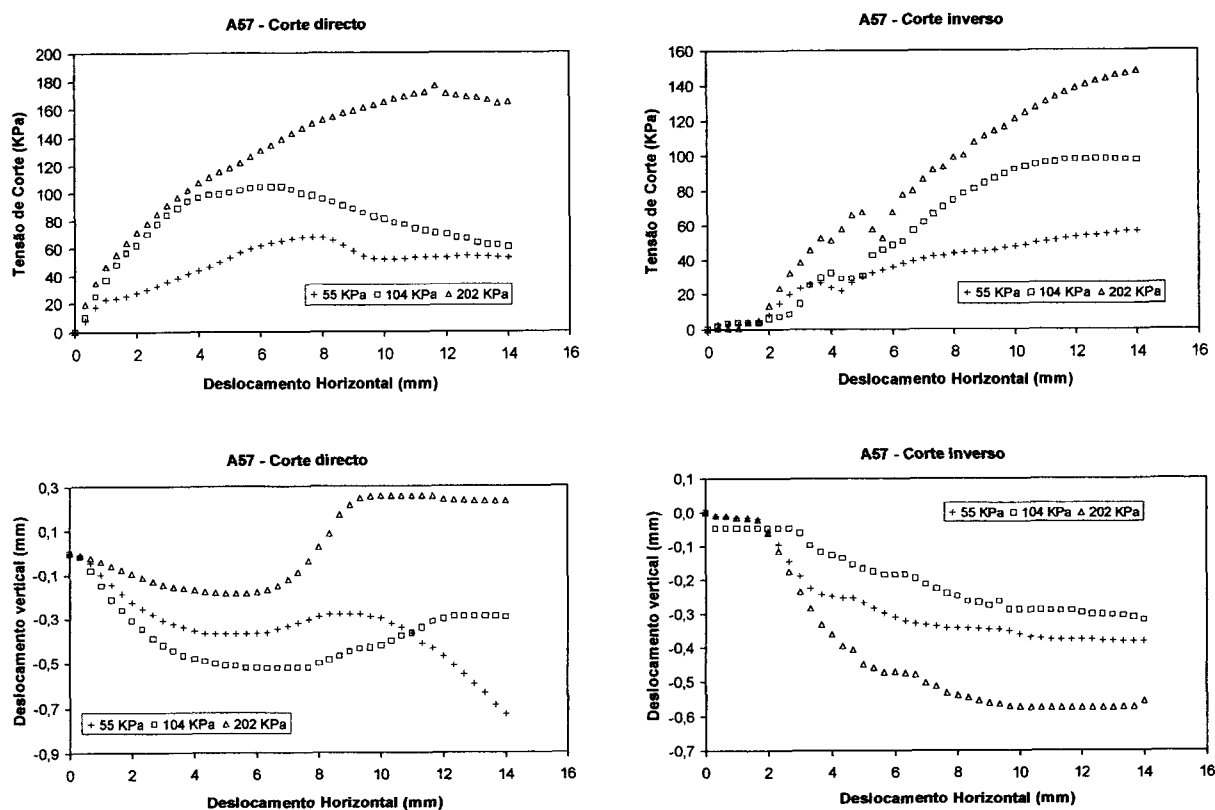 A57 - Corte directo
Tensão de Corte (KPa)
200
180
160
140
120
100
80
60
40
20
0
+ 55 KPa □ 104 KPa △ 202 KPa
0 2 4 6 8 10 12 14 16
Deslocamento Horizontal (mm)
A57 - Corte inverso
Tensão de Corte (KPa)
160
140
120
100
80
60
40
20
0
+ 55 KPa □ 104 KPa △ 202 KPa
0 2 4 6 8 10 12 14 16
Deslocamento Horizontal (mm)
A57 - Corte directo
Deslocamento vertical (mm)
0,3
0,1
-0,1
-0,3
-0,5
-0,7
-0,9
+ 55 KPa □ 104 KPa △ 202 KPa
0 2 4 6 8 10 12 14 16
Deslocamento Horizontal (mm)
A57 - Corte inverso
Deslocamento vertical (mm)
0,1
0,0
-0,1
-0,2
-0,3
-0,4
-0,5
-0,6
-0,7
+ 55 KPa □ 104 KPa △ 202 KPa
0 2 4 6 8 10 12 14 16
Deslocamento Horizontal (mm)